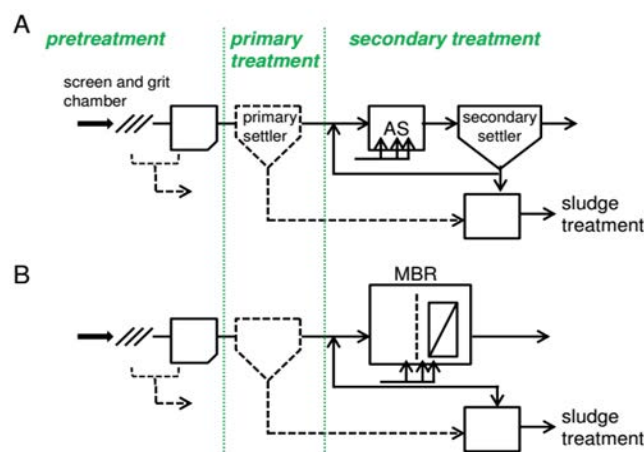 A
pretreatment
primary
treatment
secondary treatment
screen and grit
chamber
primary
settler
AS
secondary
settler
sludge
treatment
B
MBR
sludge
treatment